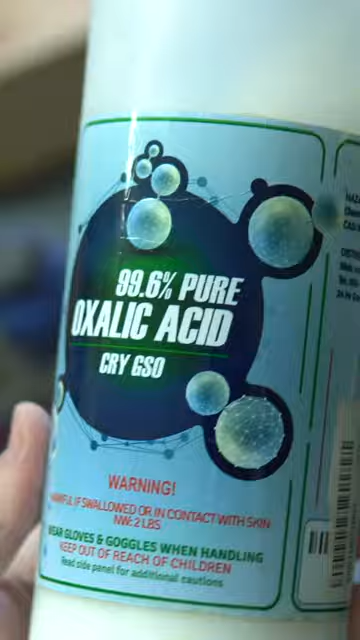 99.6% PURE
OXALIC ACID
CRY GSO
WARNING!
HARMFUL IF SWALLOWED OR IN CONTACT WITH SKIN
NW: 2 LBS
WEAR GLOVES & GOGGLES WHEN HANDLING
KEEP OUT OF REACH OF CHILDREN
Read side panel for additional cautions